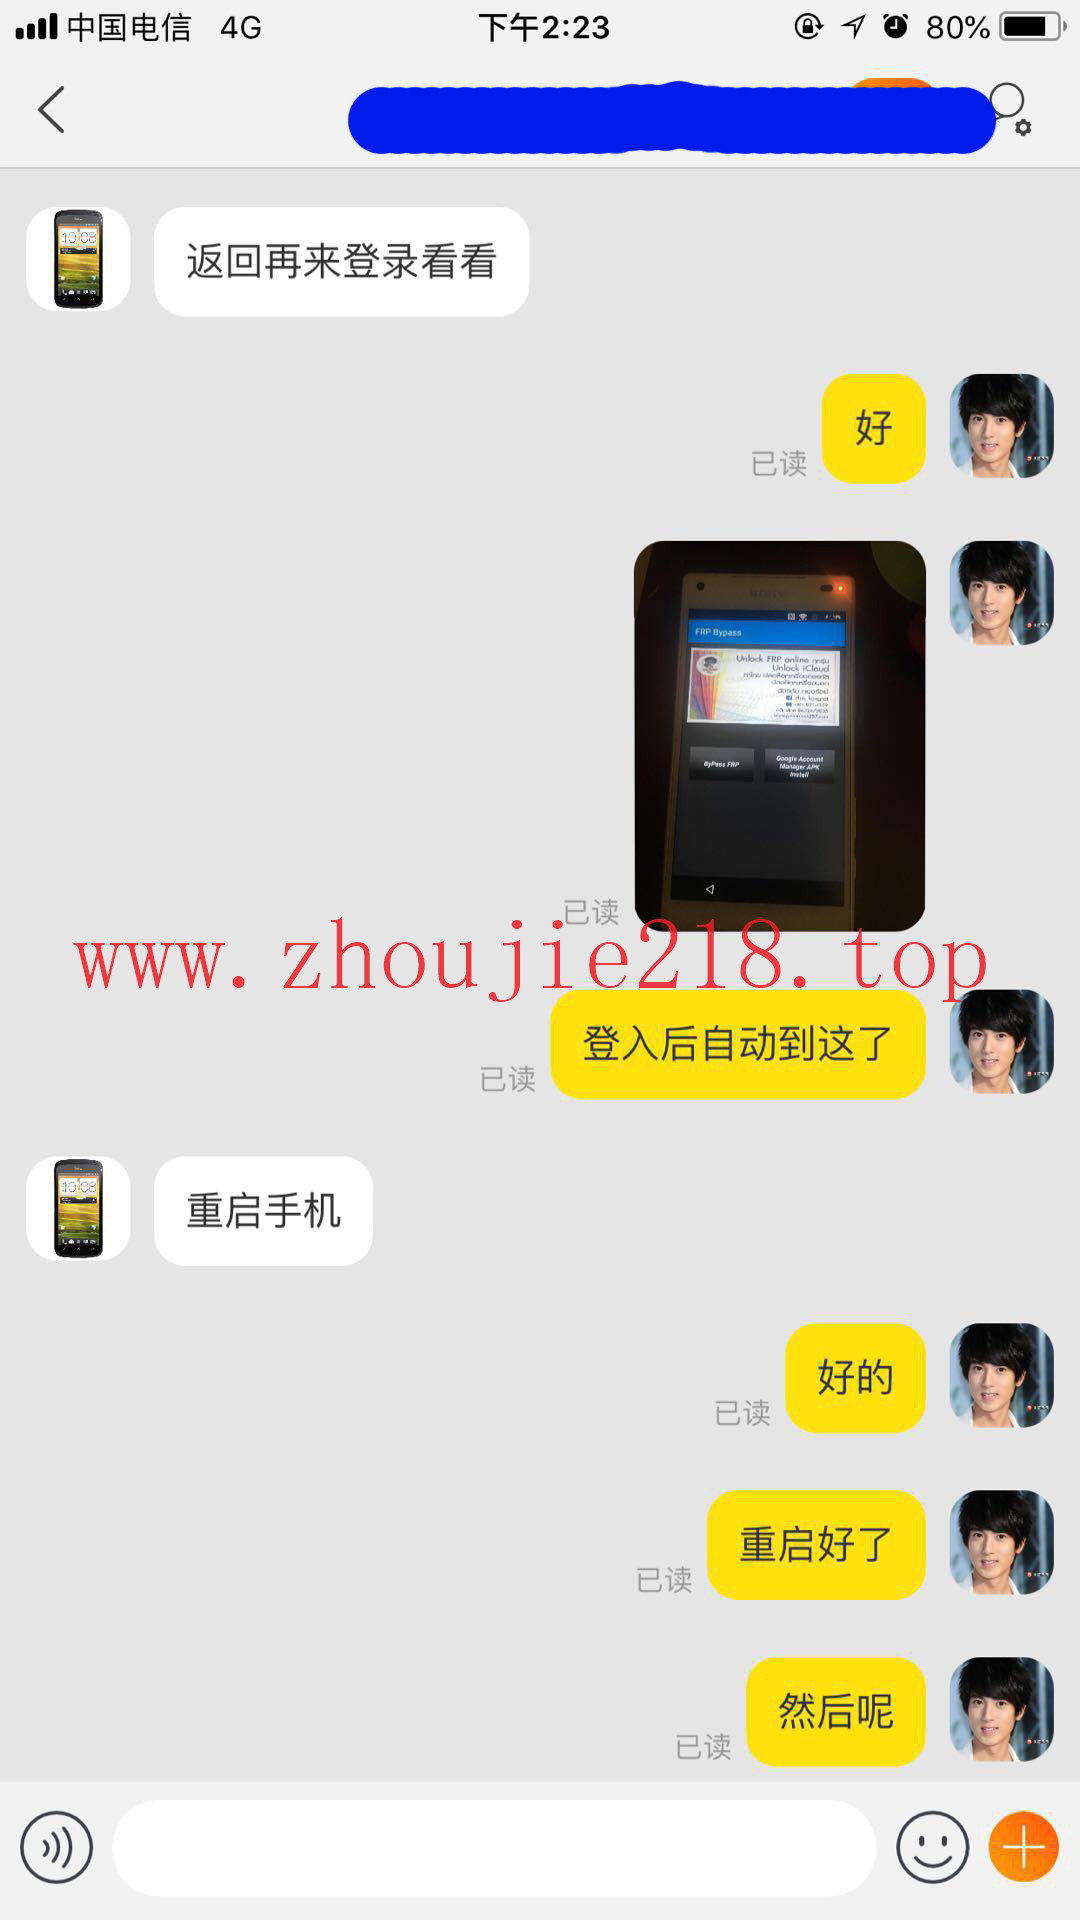 中国电信 4G 下午2:23 80%
返回再来登录看看
好
已读
SONY
FRP Bypass
Unlock FRP online
Unlock iCloud
ByPass FRP
Google Account
Manager APK
Install
已读
www.zhoujie218.top
登入后自动到这了
已读
重启手机
好的
已读
重启好了
已读
然后呢
已读